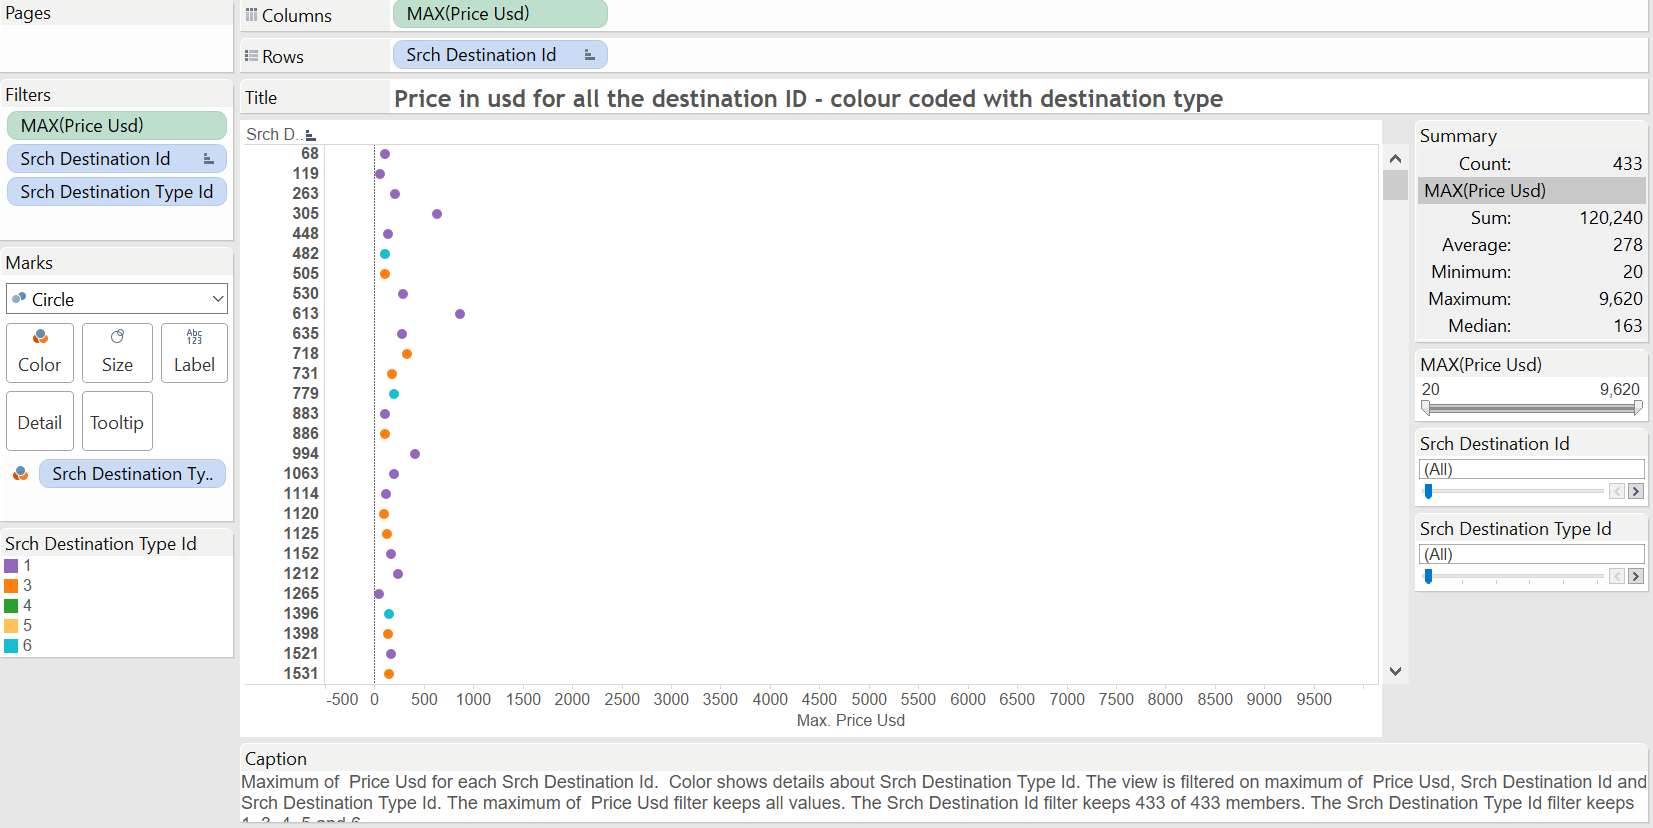 Pages
Columns
MAX(Price Usd)
Rows
Srch Destination Id
Filters
MAX(Price Usd)
Srch Destination Id
Srch Destination Type Id
Title
Price in usd for all the destination ID - colour coded with destination type
Marks
Circle
Color
Size
Abc
123
Label
Detail
Tooltip
Srch Destination Ty..
Srch Destination Type Id
1
3
4
5
6
Srch D..
68
119
263
305
448
482
505
530
613
635
718
731
779
883
886
994
1063
1114
1120
1125
1152
1212
1265
1396
1398
1521
1531
-500 0 500 1000 1500 2000 2500 3000 3500 4000 4500 5000 5500 6000 6500 7000 7500 8000 8500 9000 9500
Max. Price Usd
Summary
Count: 433
MAX(Price Usd)
Sum: 120,240
Average: 278
Minimum: 20
Maximum: 9,620
Median: 163
MAX(Price Usd)
20 9,620
Srch Destination Id
(All)
Srch Destination Type Id
(All)
Caption
Maximum of  Price Usd for each Srch Destination Id.  Color shows details about Srch Destination Type Id. The view is filtered on maximum of  Price Usd, Srch Destination Id and
Srch Destination Type Id. The maximum of  Price Usd filter keeps all values. The Srch Destination Id filter keeps 433 of 433 members. The Srch Destination Type Id filter keeps
1, 3, 4, 5 and 6.